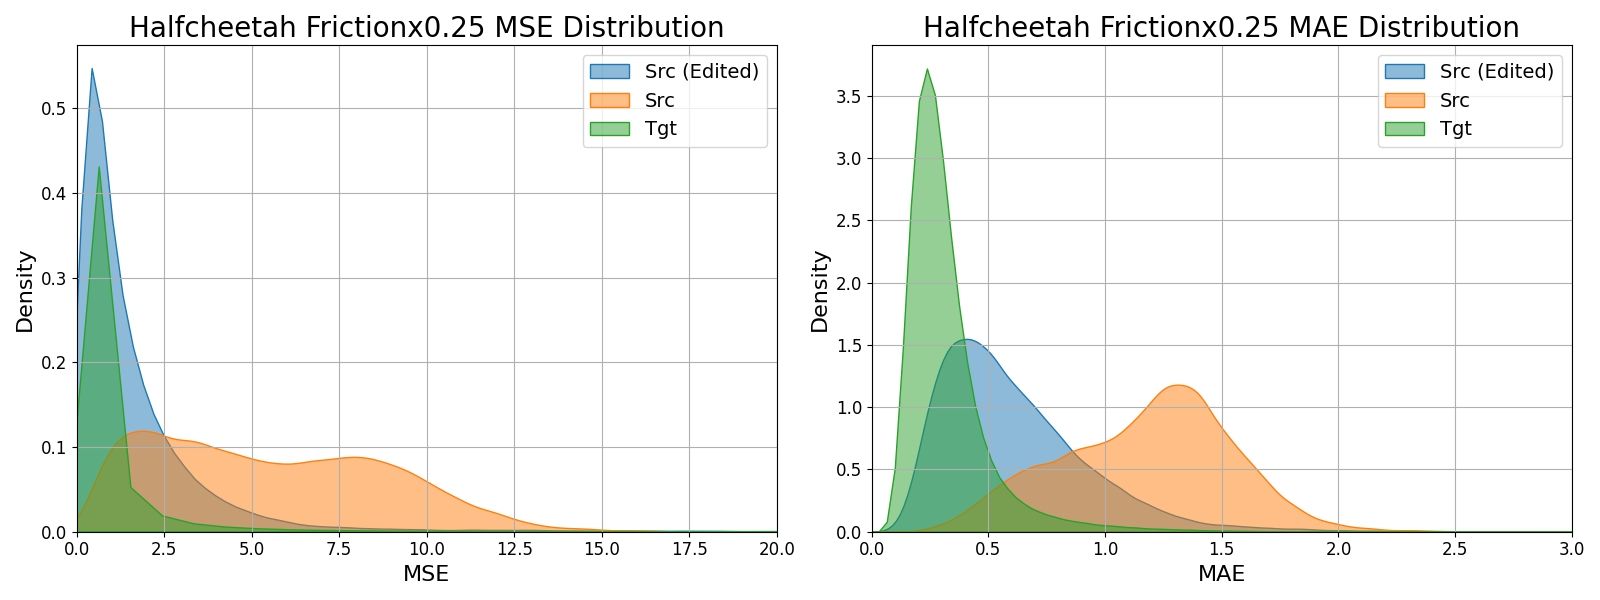 Halfcheetah Frictionx0.25 MSE Distribution
Density
0.5
0.4
0.3
0.2
0.1
0.0
Src (Edited)
Src
Tgt
0.0 2.5 5.0 7.5 10.0 12.5 15.0 17.5 20.0
MSE
Halfcheetah Frictionx0.25 MAE Distribution
Density
3.5
3.0
2.5
2.0
1.5
1.0
0.5
0.0
Src (Edited)
Src
Tgt
0.0 0.5 1.0 1.5 2.0 2.5 3.0
MAE